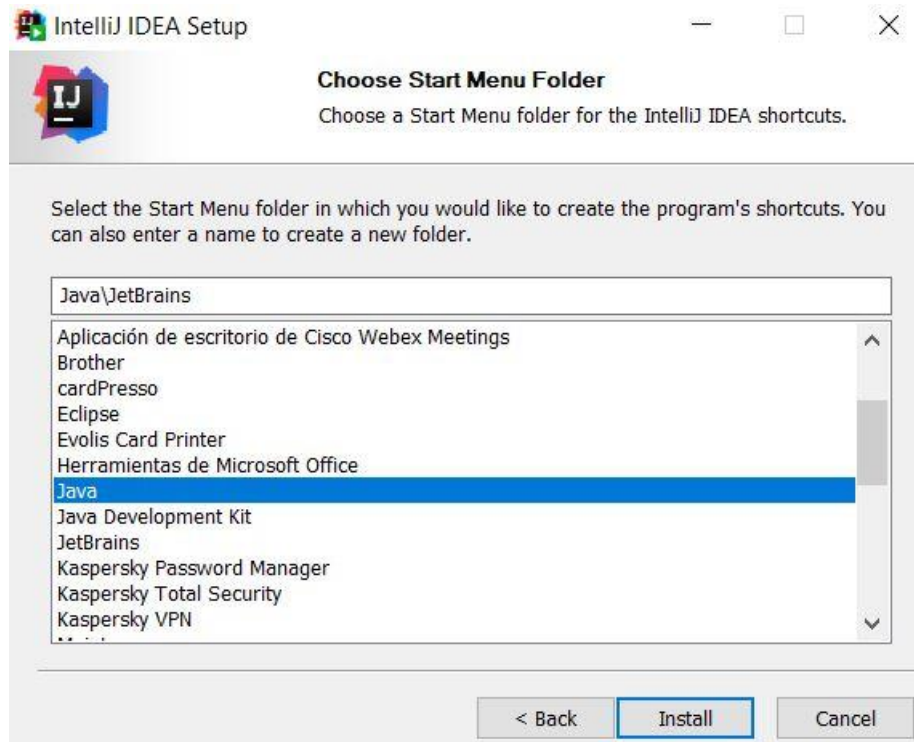 IntelliJ IDEA Setup
IJ
Choose Start Menu Folder
Choose a Start Menu folder for the IntelliJ IDEA shortcuts.
Select the Start Menu folder in which you would like to create the program's shortcuts. You
can also enter a name to create a new folder.
Java\JetBrains
Aplicación de escritorio de Cisco Webex Meetings
Brother
cardPresso
Eclipse
Evolis Card Printer
Herramientas de Microsoft Office
Java
Java Development Kit
JetBrains
Kaspersky Password Manager
Kaspersky Total Security
Kaspersky VPN
< Back
Install
Cancel